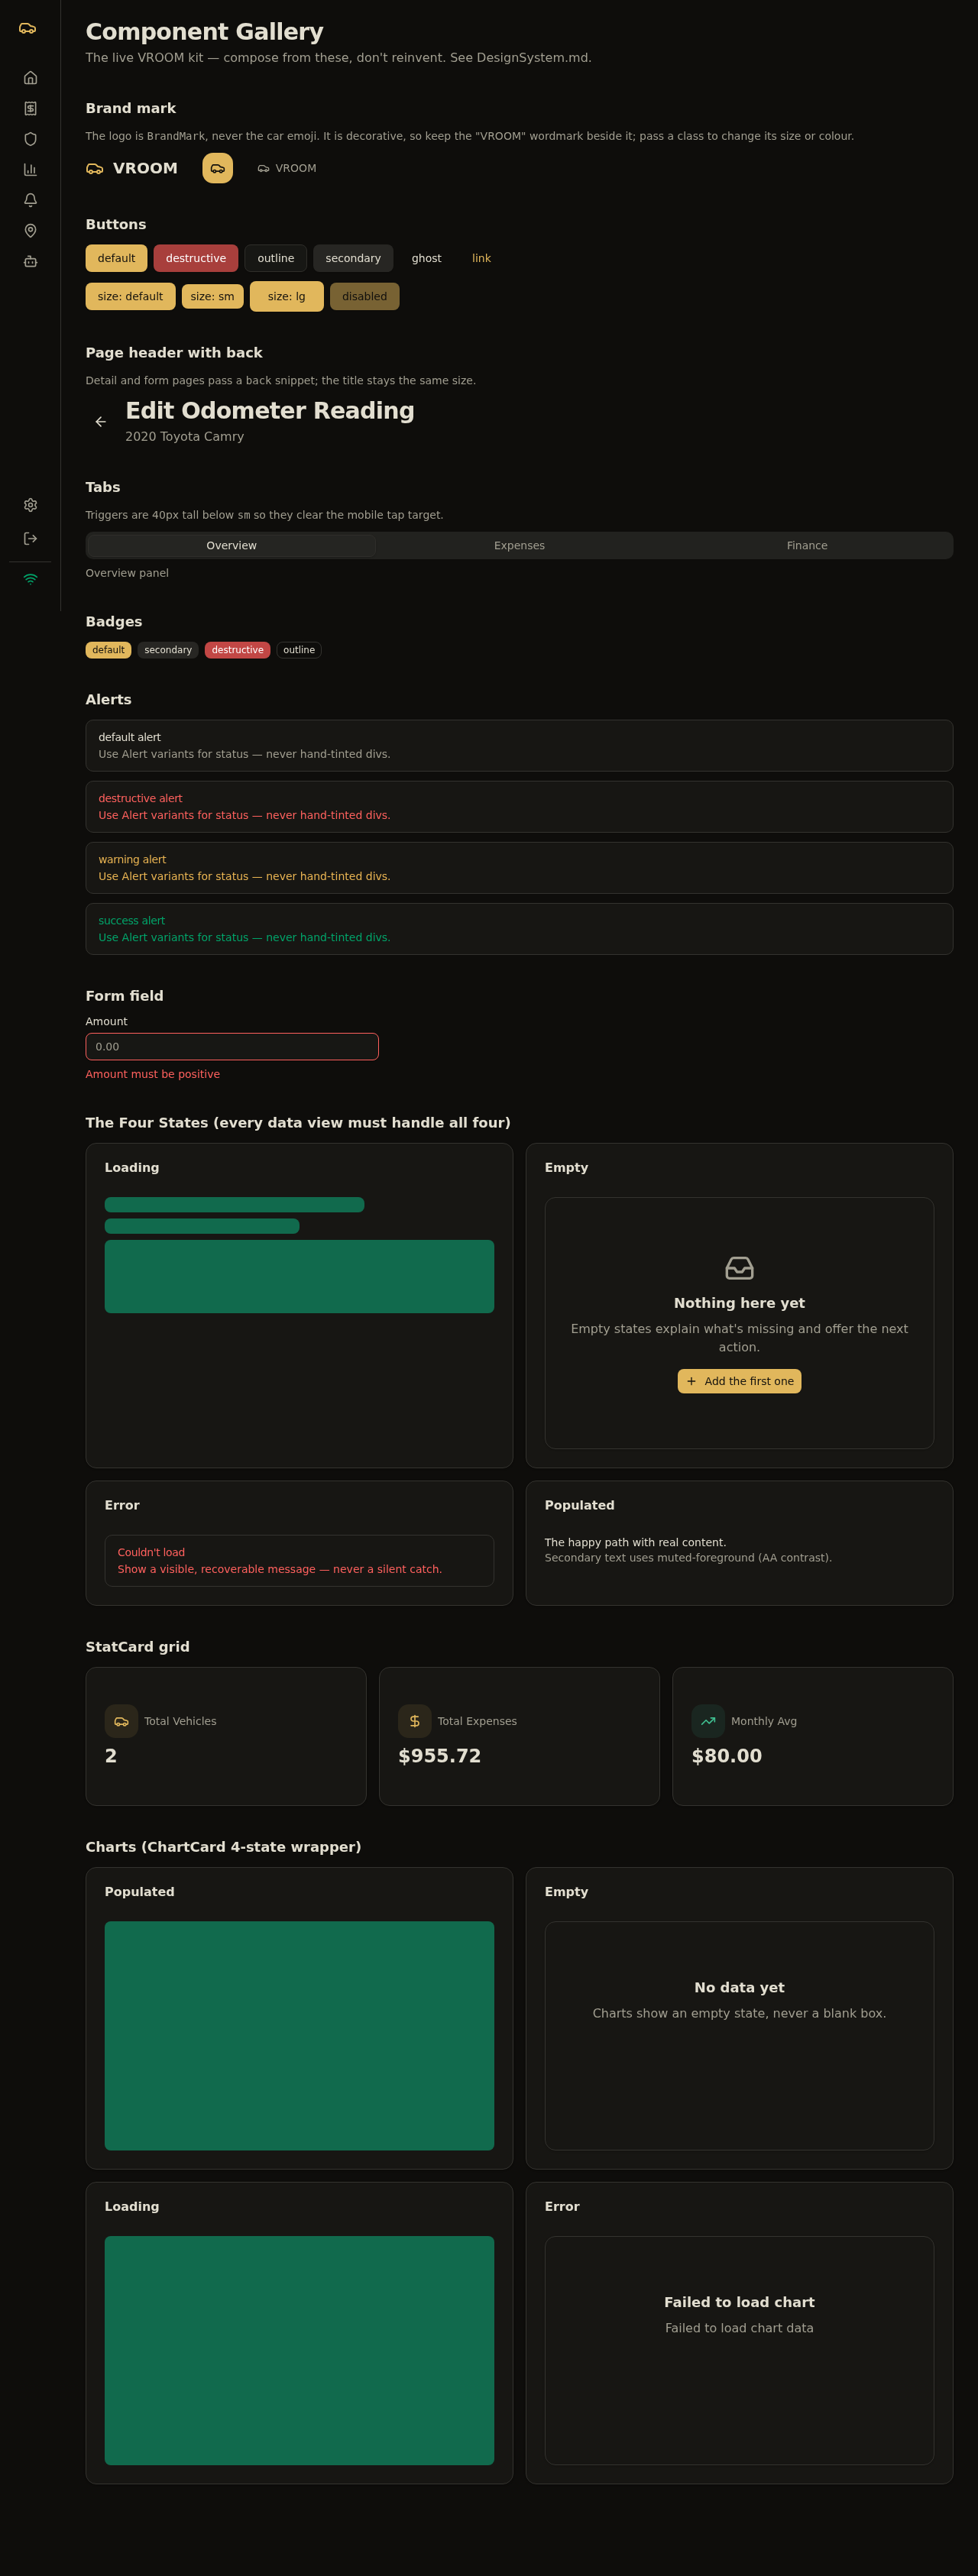 Component Gallery
The live VROOM kit — compose from these, don't reinvent. See DesignSystem.md.
Brand mark
The logo is BrandMark, never the car emoji. It is decorative, so keep the "VROOM" wordmark beside it; pass a class to change its size or colour.
VROOM VROOM
Buttons
default destructive outline secondary ghost link
size: default size: sm size: lg disabled
Page header with back
Detail and form pages pass a back snippet; the title stays the same size.
Edit Odometer Reading
2020 Toyota Camry
Tabs
Triggers are 40px tall below sm so they clear the mobile tap target.
Overview Expenses Finance
Overview panel
Badges
default secondary destructive outline
Alerts
default alert
Use Alert variants for status — never hand-tinted divs.
destructive alert
Use Alert variants for status — never hand-tinted divs.
warning alert
Use Alert variants for status — never hand-tinted divs.
success alert
Use Alert variants for status — never hand-tinted divs.
Form field
Amount
0.00
Amount must be positive
The Four States (every data view must handle all four)
Loading
Empty
Nothing here yet
Empty states explain what's missing and offer the next
action.
Add the first one
Error
Couldn't load
Show a visible, recoverable message — never a silent catch.
Populated
The happy path with real content.
Secondary text uses muted-foreground (AA contrast).
StatCard grid
Total Vehicles
2
Total Expenses
$955.72
Monthly Avg
$80.00
Charts (ChartCard 4-state wrapper)
Populated
Empty
No data yet
Charts show an empty state, never a blank box.
Loading
Error
Failed to load chart
Failed to load chart data